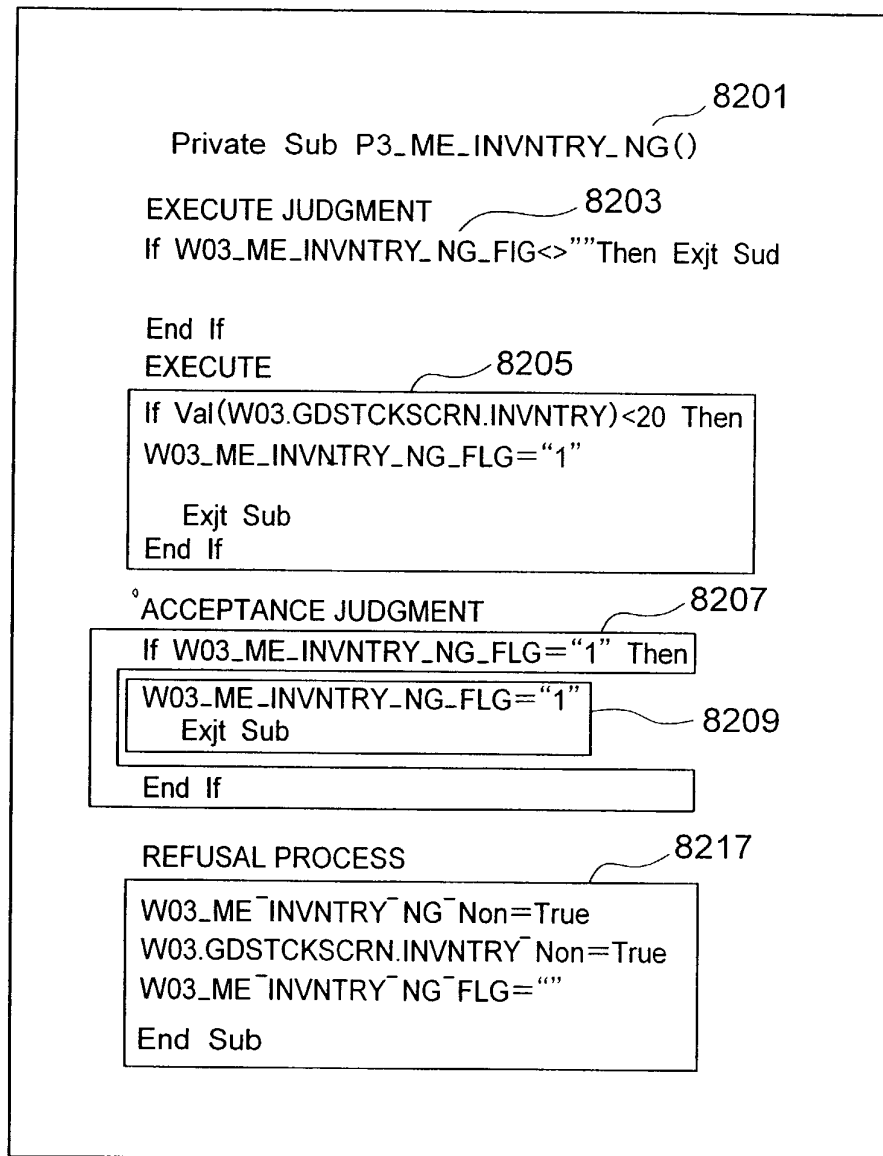 8201
Private Sub P3_ME_INVNTRY_NG()
EXECUTE JUDGMENT
8203
If W03_ME_INVNTRY_NG_FIG<>””Then Exjt Sud
End If
EXECUTE
8205
If Val(W03.GDSTCKSCRN.INVNTRY)<20 Then
W03_ME_INVNTRY_NG_FLG=“1”
Exjt Sub
End If
ACCEPTANCE JUDGMENT
8207
If W03_ME_INVNTRY_NG_FLG=“1” Then
W03_ME_INVNTRY_NG_FLG=“1”
Exjt Sub
8209
End If
REFUSAL PROCESS
8217
W03_ME‾INVNTRY‾NG‾Non=True
W03.GDSTCKSCRN.INVNTRY‾Non=True
W03_ME‾INVNTRY‾NG‾FLG=“”
End Sub